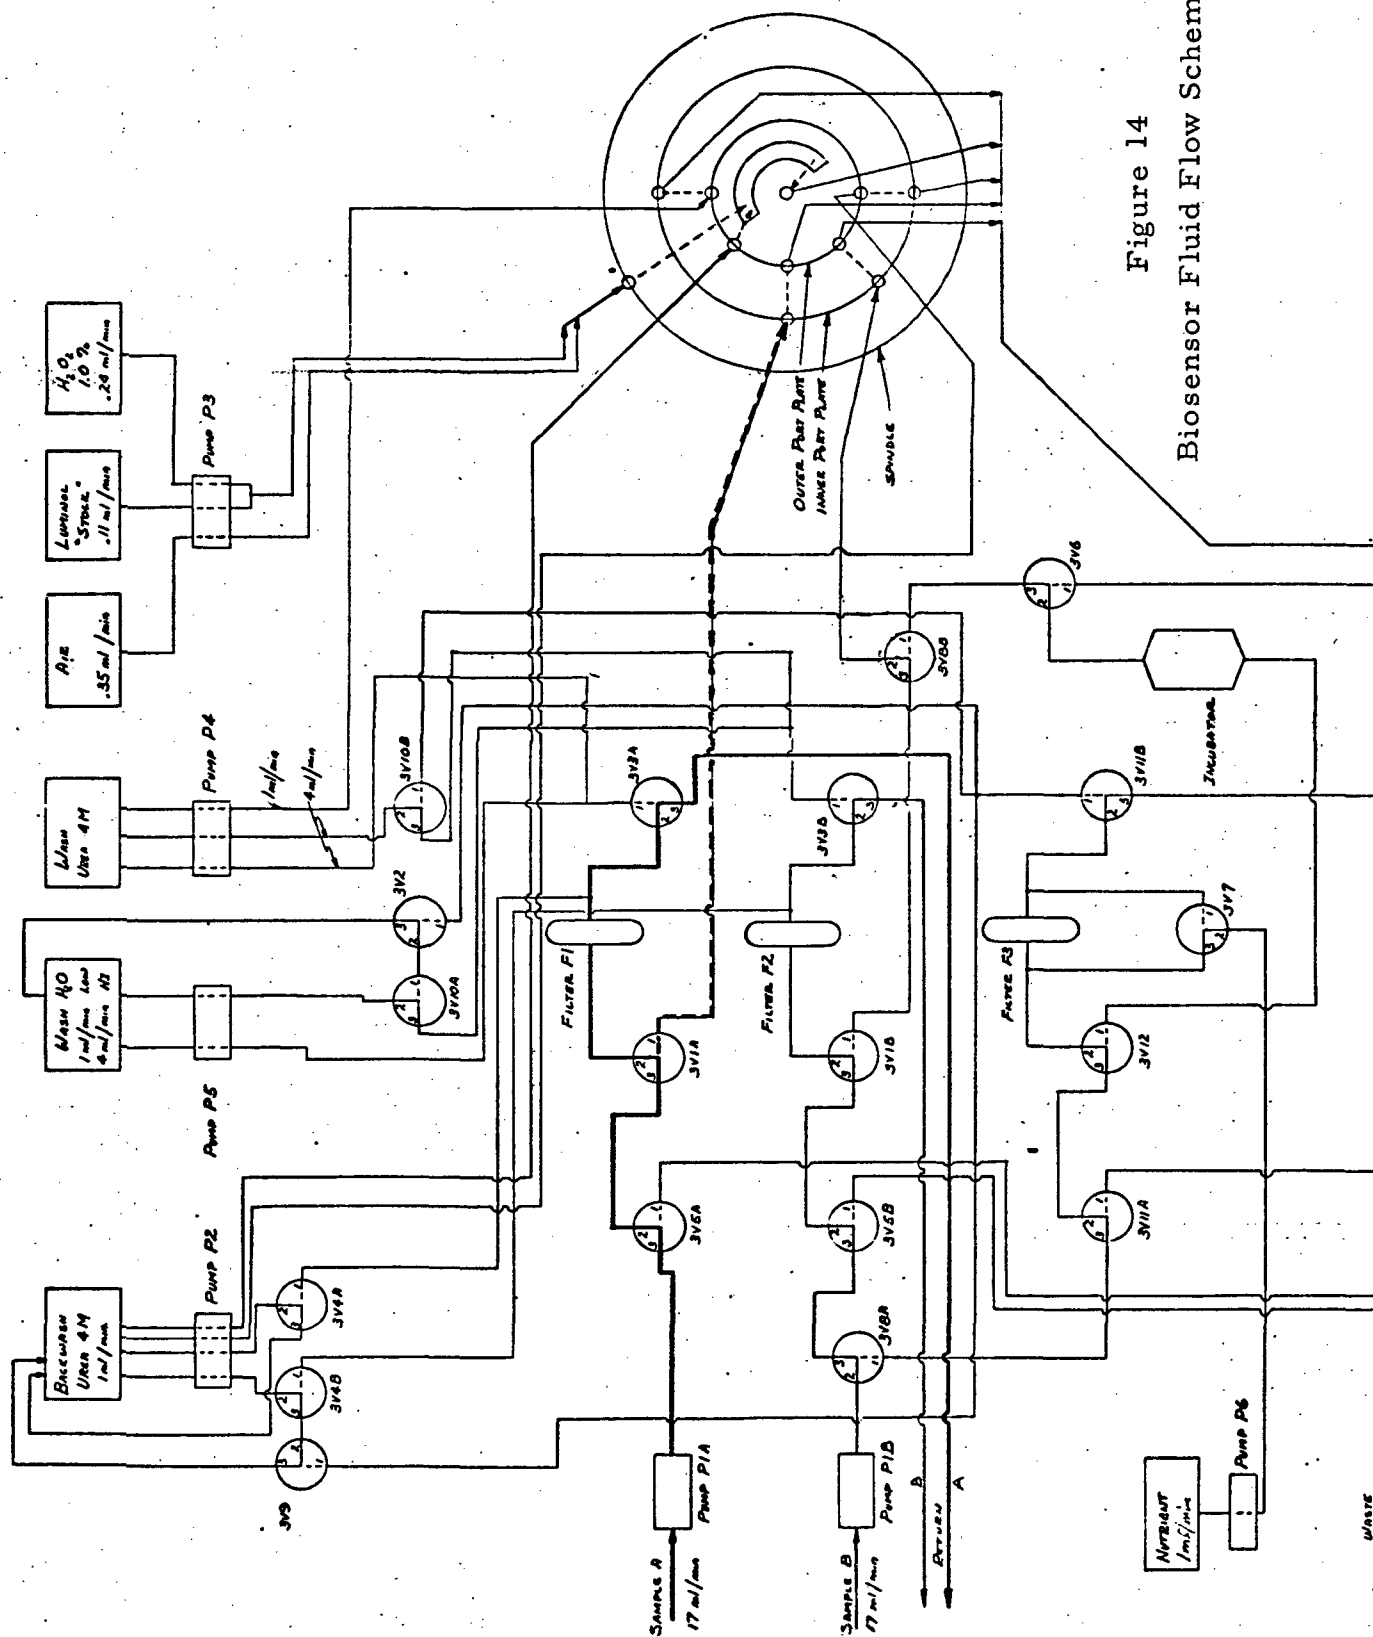 H2O2
1.0 %
.24 ml/min
LUMINOL
"STOCK"
.11 ml/min
AIR
.35 ml/min
PUMP P3
WASH
UREA 4M
PUMP P4
1 ml/min
.4 ml/min
WASH H2O
1 ml/min LOW
4 ml/min HI
PUMP P5
BACKWASH
UREA 4M
1 ml/min
PUMP P2
3V10B
3V2
3V10A
3V4A
3V4B
3V9
FILTER F1
3V3A
3V1A
3V5A
SAMPLE A
17 ml/min
PUMP P1A
FILTER F2
3V3B
3V1B
3V5B
3V8A
3V8B
SAMPLE B
17 ml/min
PUMP P1B
B
RETURN
A
OUTER PORT PLATE
INNER PORT PLATE
SPINDLE
3V6
INCUBATOR
3V11B
FILTER F3
3V7
3V12
3V11A
NUTRIENT
1 ml/min
PUMP P6
WASTE
Figure 14
Biosensor Fluid Flow Schem